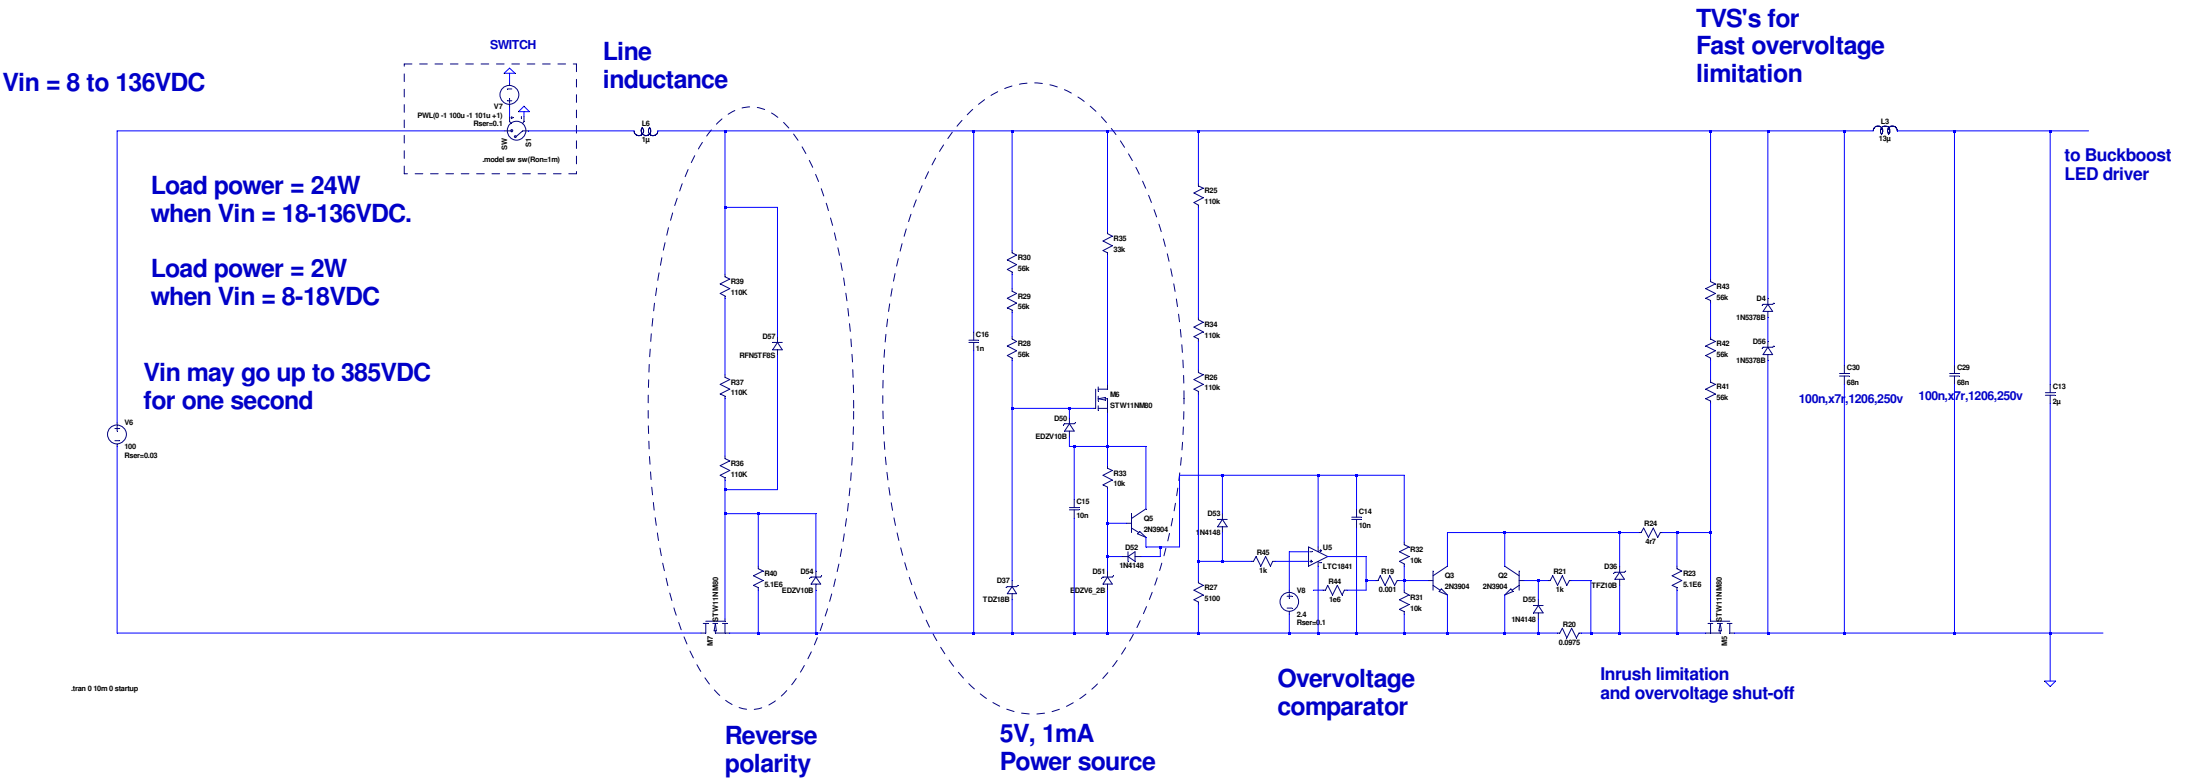 Vin = 8 to 136VDC
SWITCH
V7
PWL(0 -1 100u -1 101u +1)
Rser=0.1
SW
S1
.model sw sw(Ron=1m)
Line
inductance
L6
1µ
TVS's for
Fast overvoltage
limitation
L3
13µ
to Buckboost
LED driver
Load power = 24W
when Vin = 18-136VDC.
Load power = 2W
when Vin = 8-18VDC
Vin may go up to 385VDC
for one second
V6
100
Rser=0.03
R39
110K
D57
RFN5TF8S
R37
110K
R36
110K
R40
5.1E6
D54
EDZV10B
M7
STW11NM80
C16
1n
R30
56k
R29
56k
R28
56k
R35
33k
M6
STW11NM80
D50
EDZV10B
R33
10k
C15
10n
Q5
2N3904
D52
1N4148
D37
TDZ18B
D51
EDZV6_2B
R25
110k
R34
110k
R26
110k
R27
5100
D53
1N4148
R45
1k
U5
LTC1841
V8
2.4
Rser=0.1
R44
1e6
C14
10n
R19
0.001
R32
10k
R31
10k
Q3
2N3904
Q2
2N3904
D55
1N4148
R21
1k
R20
0.0975
D36
TFZ10B
R24
4r7
R23
5.1E6
M5
STW11NM80
R43
56k
R42
56k
R41
56k
D4
1N5378B
D56
1N5378B
C30
68n
100n,x7r,1206,250v
C29
68n
100n,x7r,1206,250v
C13
2µ
.tran 0 10m 0 startup
Reverse
polarity
5V, 1mA
Power source
Overvoltage
comparator
Inrush limitation
and overvoltage shut-off